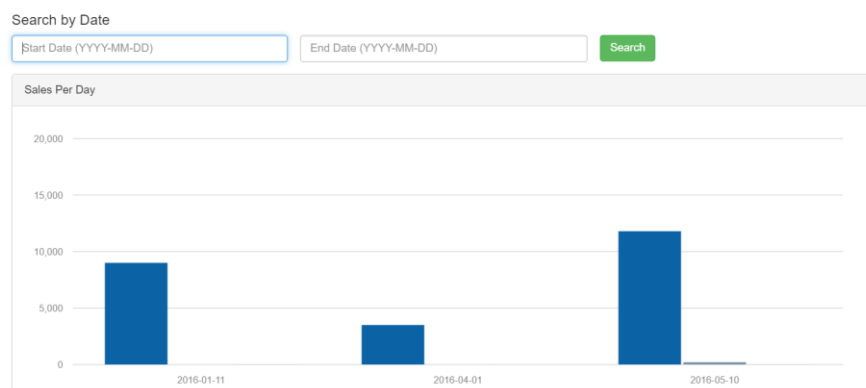 Search by Date
Start Date (YYYY-MM-DD) End Date (YYYY-MM-DD) Search
Sales Per Day
20,000
15,000
10,000
5,000
0
2016-01-11 2016-04-01 2016-05-10